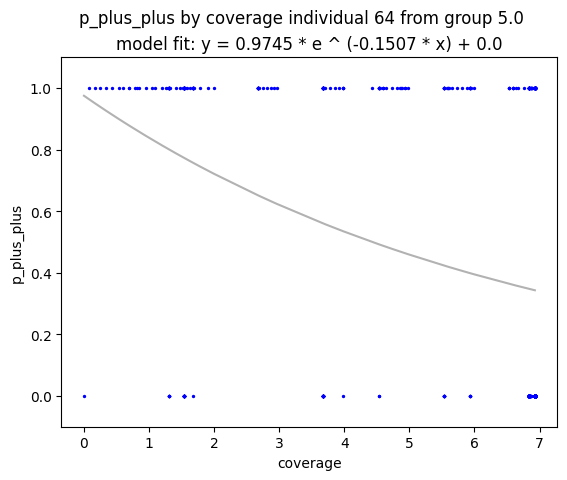 p_plus_plus by coverage individual 64 from group 5.0
model fit: y = 0.9745 * e ^ (-0.1507 * x) + 0.0
1.0
0.8
0.6
0.4
0.2
0.0
p_plus_plus
0 1 2 3 4 5 6 7
coverage